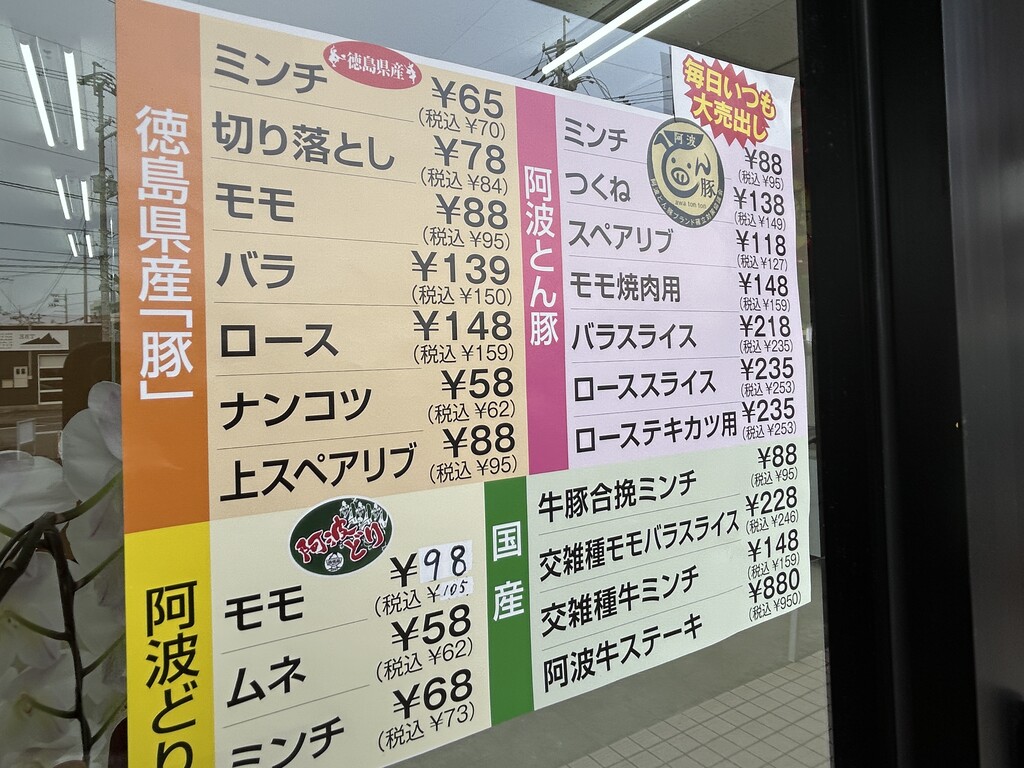 徳島県産「豚」
徳島県産
ミンチ ¥65
(税込 ¥70)
切り落とし ¥78
(税込 ¥84)
モモ ¥88
(税込 ¥95)
バラ ¥139
(税込 ¥150)
ロース ¥148
(税込 ¥159)
ナンコツ ¥58
(税込 ¥62)
上スペアリブ ¥88
(税込 ¥95)
毎日いつも
大売出し
阿波とん豚
阿波
とん豚
awa ton ton
ミンチ ¥88
(税込 ¥95)
つくね ¥138
(税込 ¥149)
スペアリブ ¥118
(税込 ¥127)
モモ焼肉用 ¥148
(税込 ¥159)
バラスライス ¥218
(税込 ¥235)
ローススライス ¥235
(税込 ¥253)
ローステキカツ用 ¥235
(税込 ¥253)
阿波どり
阿波どり
モモ ¥98
(税込 ¥105)
ムネ ¥58
(税込 ¥62)
ミンチ ¥68
(税込 ¥73)
国産
牛豚合挽ミンチ ¥88
(税込 ¥95)
交雑種モモバラスライス ¥228
(税込 ¥246)
交雑種牛ミンチ ¥148
(税込 ¥159)
阿波牛ステーキ ¥880
(税込 ¥950)